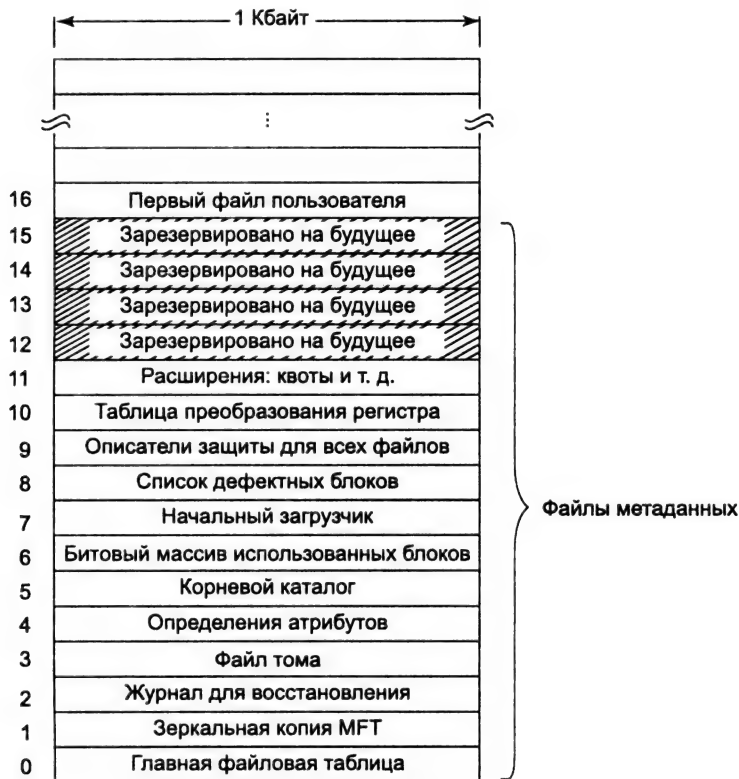 1 Кбайт
⋮
16 Первый файл пользователя
15 Зарезервировано на будущее
14 Зарезервировано на будущее
13 Зарезервировано на будущее
12 Зарезервировано на будущее
11 Расширения: квоты и т. д.
10 Таблица преобразования регистра
9 Описатели защиты для всех файлов
8 Список дефектных блоков
7 Начальный загрузчик
Файлы метаданных
6 Битовый массив использованных блоков
5 Корневой каталог
4 Определения атрибутов
3 Файл тома
2 Журнал для восстановления
1 Зеркальная копия MFT
0 Главная файловая таблица